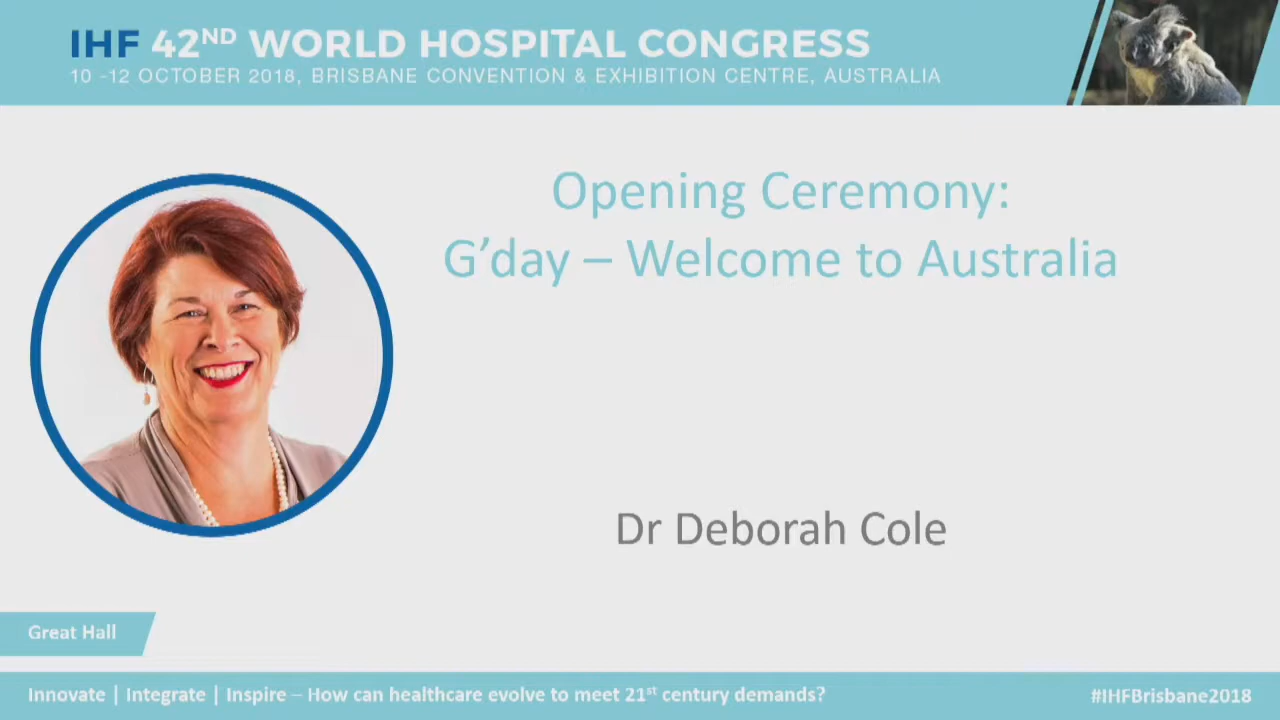 IHF 42ND WORLD HOSPITAL CONGRESS
10 -12 OCTOBER 2018, BRISBANE CONVENTION & EXHIBITION CENTRE, AUSTRALIA
Opening Ceremony:
G’day – Welcome to Australia
Dr Deborah Cole
Great Hall
Innovate | Integrate | Inspire – How can healthcare evolve to meet 21st century demands?
#IHFBrisbane2018